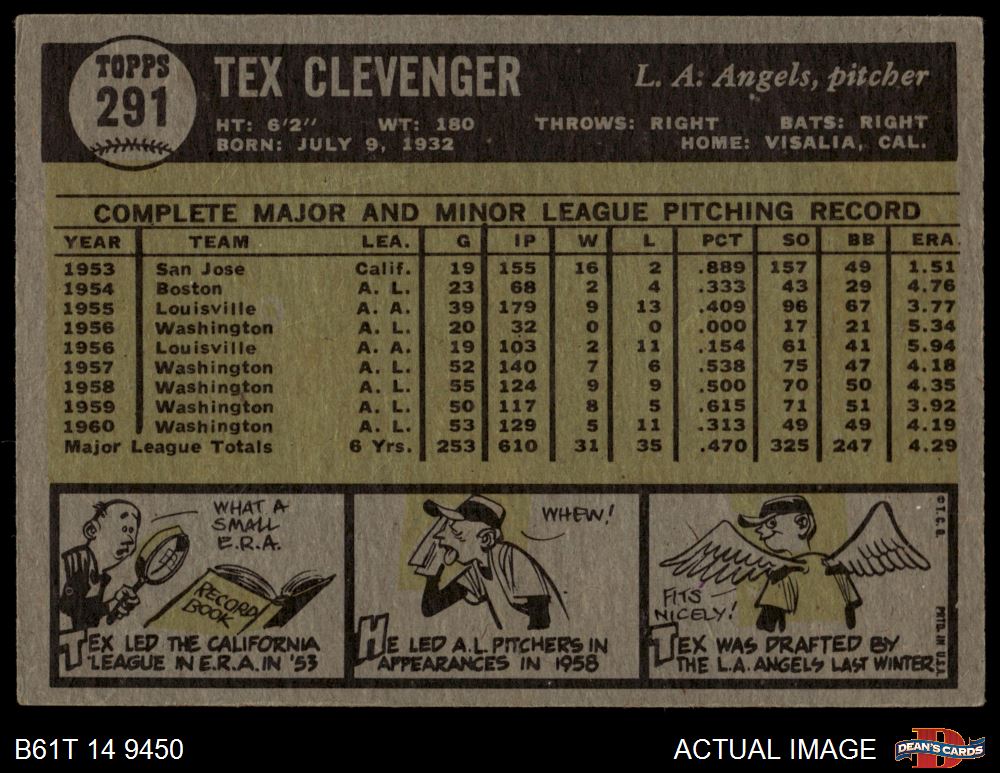 TOPPS
291
TEX CLEVENGER
L. A. Angels, pitcher
HT: 6'2" WT: 180 THROWS: RIGHT BATS: RIGHT
BORN: JULY 9, 1932 HOME: VISALIA, CAL.
COMPLETE MAJOR AND MINOR LEAGUE PITCHING RECORD
YEAR TEAM LEA. G IP W L PCT SO BB ERA
1953 San Jose Calif. 19 155 16 2 .889 157 49 1.51
1954 Boston A. L. 23 68 2 4 .333 43 29 4.76
1955 Louisville A. A. 39 179 9 13 .409 96 67 3.77
1956 Washington A. L. 20 32 0 0 .000 17 21 5.34
1956 Louisville A. A. 19 103 2 11 .154 61 41 5.94
1957 Washington A. L. 52 140 7 6 .538 75 47 4.18
1958 Washington A. L. 55 124 9 9 .500 70 50 4.35
1959 Washington A. L. 50 117 8 5 .615 71 51 3.92
1960 Washington A. L. 53 129 5 11 .313 49 49 4.19
Major League Totals 6 Yrs. 253 610 31 35 .470 325 247 4.29
WHAT A
SMALL
E.R.A.
RECORD
BOOK
TEX LED THE CALIFORNIA
LEAGUE IN E.R.A. IN '53
WHEW!
HE LED A.L. PITCHERS IN
APPEARANCES IN 1958
FITS
NICELY!
TEX WAS DRAFTED BY
THE L.A. ANGELS LAST WINTER
© T.C.G. PRTD. IN U.S.A.
B61T 14 9450 ACTUAL IMAGE
DEAN'S CARDS